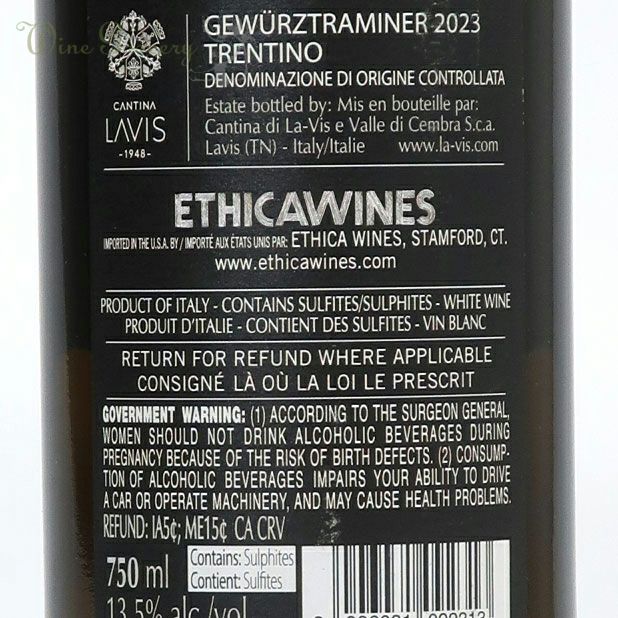 Wine
GEWÜRZTRAMINER 2023
TRENTINO
DENOMINAZIONE DI ORIGINE CONTROLLATA
Estate bottled by: Mis en bouteille par:
Cantina di La-Vis e Valle di Cembra S.c.a.
Lavis (TN) - Italy/Italie www.la-vis.com
CANTINA
LAVIS
-1948-
ETHICAWINES
IMPORTED IN THE U.S.A. BY / IMPORTÉ AUX ÉTATS UNIS PAR: ETHICA WINES, STAMFORD, CT.
www.ethicawines.com
PRODUCT OF ITALY - CONTAINS SULFITES/SULPHITES - WHITE WINE
PRODUIT D'ITALIE - CONTIENT DES SULFITES - VIN BLANC
RETURN FOR REFUND WHERE APPLICABLE
CONSIGNÉ LÀ OÙ LA LOI LE PRESCRIT
GOVERNMENT WARNING: (1) ACCORDING TO THE SURGEON GENERAL,
WOMEN SHOULD NOT DRINK ALCOHOLIC BEVERAGES DURING
PREGNANCY BECAUSE OF THE RISK OF BIRTH DEFECTS. (2) CONSUMP-
TION OF ALCOHOLIC BEVERAGES IMPAIRS YOUR ABILITY TO DRIVE
A CAR OR OPERATE MACHINERY, AND MAY CAUSE HEALTH PROBLEMS.
REFUND: IA5¢; ME15¢ CA CRV
750 ml
Contains: Sulphites
Contient: Sulfites
13.5% alc./vol.